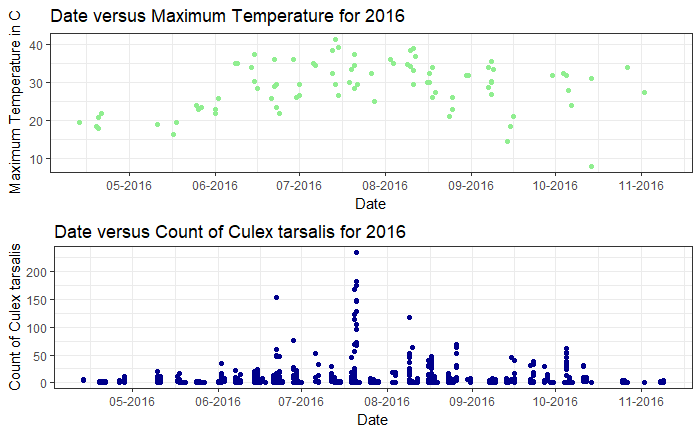 Date versus Maximum Temperature for 2016
Maximum Temperature in C
40
30
20
10
05-2016 06-2016 07-2016 08-2016 09-2016 10-2016 11-2016
Date
Date versus Count of Culex tarsalis for 2016
Count of Culex tarsalis
200
150
100
50
0
05-2016 06-2016 07-2016 08-2016 09-2016 10-2016 11-2016
Date